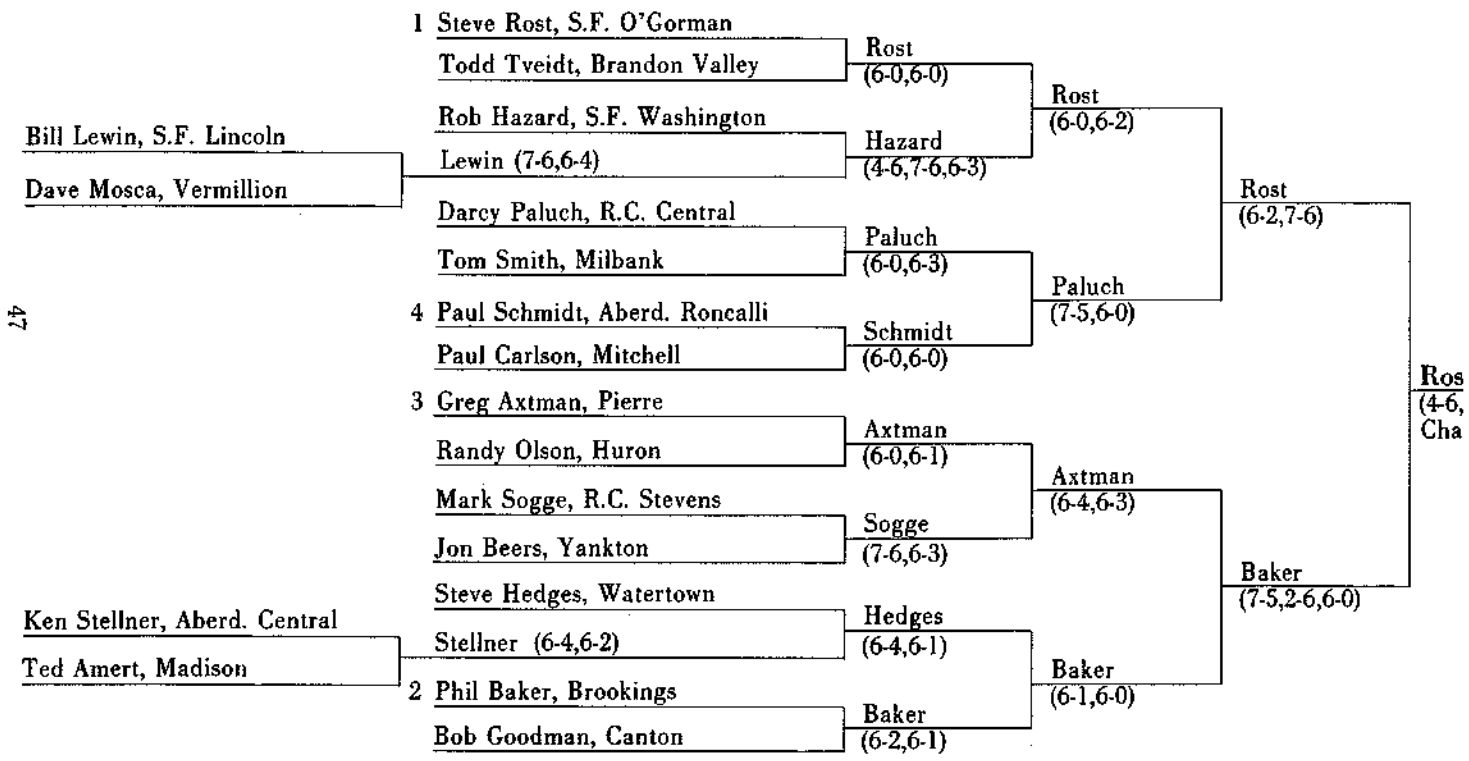 Bill Lewin, S.F. Lincoln
Dave Mosca, Vermillion
Ken Stellner, Aberd. Central
Ted Amert, Madison
1 Steve Rost, S.F. O'Gorman
Todd Tveidt, Brandon Valley
Rob Hazard, S.F. Washington
Lewin (7-6,6-4)
Darcy Paluch, R.C. Central
Tom Smith, Milbank
4 Paul Schmidt, Aberd. Roncalli
Paul Carlson, Mitchell
3 Greg Axtman, Pierre
Randy Olson, Huron
Mark Sogge, R.C. Stevens
Jon Beers, Yankton
Steve Hedges, Watertown
Stellner (6-4,6-2)
2 Phil Baker, Brookings
Bob Goodman, Canton
Rost
(6-0,6-0)
Hazard
(4-6,7-6,6-3)
Paluch
(6-0,6-3)
Schmidt
(6-0,6-0)
Axtman
(6-0,6-1)
Sogge
(7-6,6-3)
Hedges
(6-4,6-1)
Baker
(6-2,6-1)
Rost
(6-0,6-2)
Paluch
(7-5,6-0)
Axtman
(6-4,6-3)
Baker
(6-1,6-0)
Rost
(6-2,7-6)
Baker
(7-5,2-6,6-0)
Ros
(4-6,
Cha
47